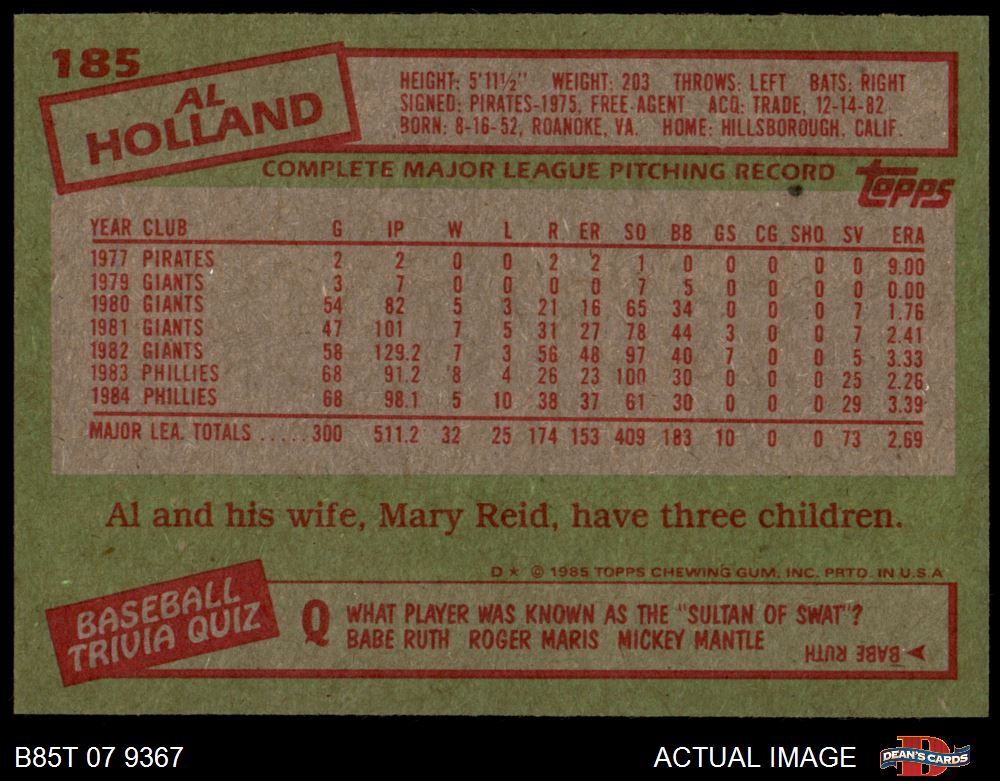 185
AL
HOLLAND
HEIGHT: 5'11½" WEIGHT: 203 THROWS: LEFT BATS: RIGHT
SIGNED: PIRATES-1975, FREE AGENT ACQ: TRADE, 12-14-82
BORN: 8-16-52, ROANOKE, VA. HOME: HILLSBOROUGH, CALIF.
COMPLETE MAJOR LEAGUE PITCHING RECORD
TOPPS
YEAR CLUB G IP W L R ER SO BB GS CG SHO SV ERA
1977 PIRATES 2 2 0 0 2 2 1 0 0 0 0 0 9.00
1979 GIANTS 3 7 0 0 0 0 7 5 0 0 0 0 0.00
1980 GIANTS 54 82 5 3 21 16 65 34 0 0 0 7 1.76
1981 GIANTS 47 101 7 5 31 27 78 44 3 0 0 7 2.41
1982 GIANTS 58 129.2 7 3 56 48 97 40 7 0 0 5 3.33
1983 PHILLIES 68 91.2 8 4 26 23 100 30 0 0 0 25 2.26
1984 PHILLIES 68 98.1 5 10 38 37 61 30 0 0 0 29 3.39
MAJOR LEA. TOTALS ..... 300 511.2 32 25 174 153 409 183 10 0 0 73 2.69
Al and his wife, Mary Reid, have three children.
D★ © 1985 TOPPS CHEWING GUM, INC. PRTD. IN U.S.A
BASEBALL
TRIVIA QUIZ
Q WHAT PLAYER WAS KNOWN AS THE "SULTAN OF SWAT"?
BABE RUTH ROGER MARIS MICKEY MANTLE
BABE RUTH
B85T 07 9367
ACTUAL IMAGE
D
DEAN'S CARDS